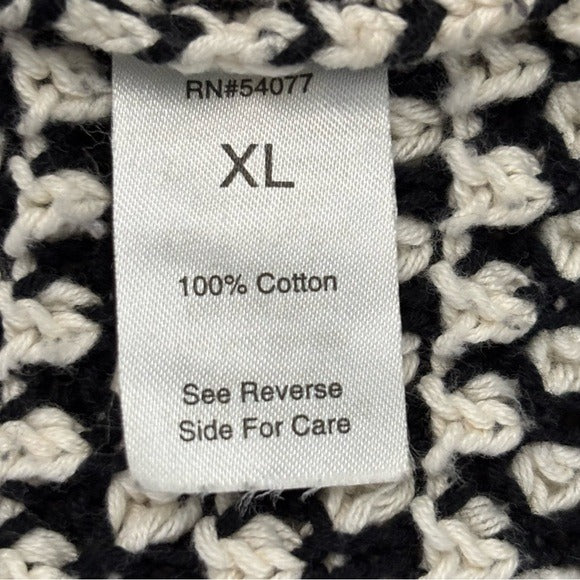 RN#54077
XL
100% Cotton
See Reverse
Side For Care